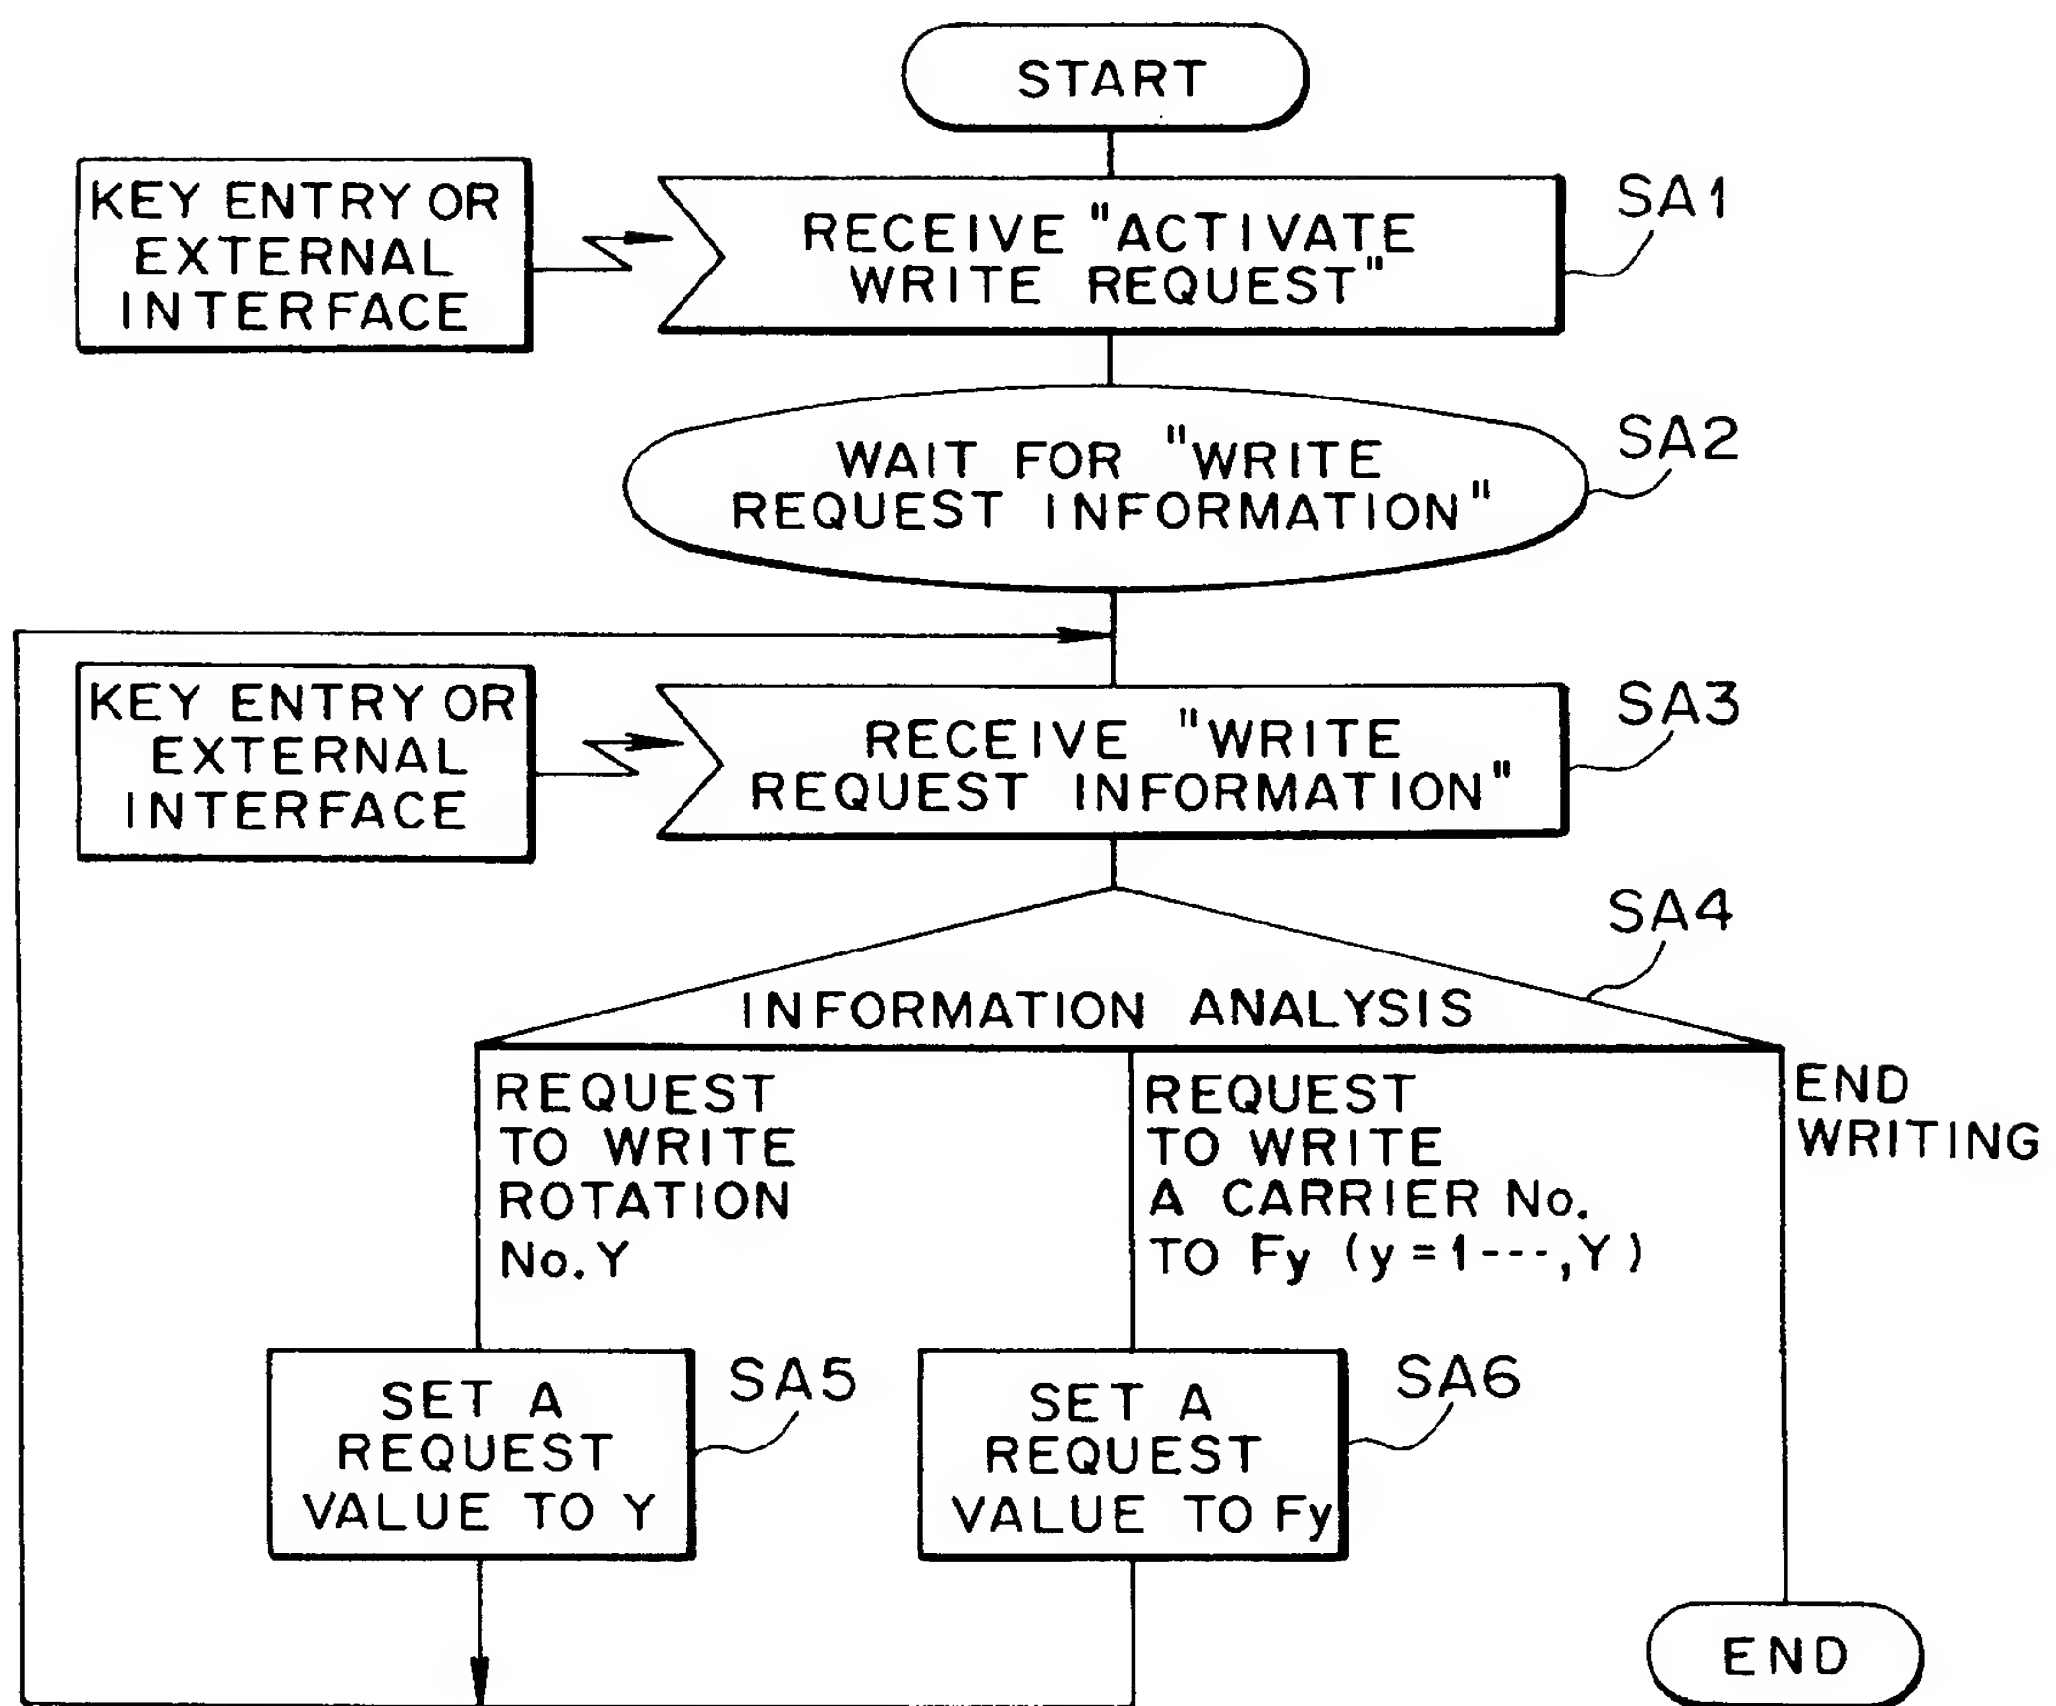 START
KEY ENTRY OR
EXTERNAL
INTERFACE
RECEIVE "ACTIVATE
WRITE REQUEST"
SA1
WAIT FOR "WRITE
REQUEST INFORMATION"
SA2
KEY ENTRY OR
EXTERNAL
INTERFACE
RECEIVE "WRITE
REQUEST INFORMATION"
SA3
SA4
INFORMATION ANALYSIS
REQUEST
TO WRITE
ROTATION
No. Y
REQUEST
TO WRITE
A CARRIER No.
TO Fy (y=1---,Y)
END
WRITING
SET A
REQUEST
VALUE TO Y
SA5
SET A
REQUEST
VALUE TO Fy
SA6
END